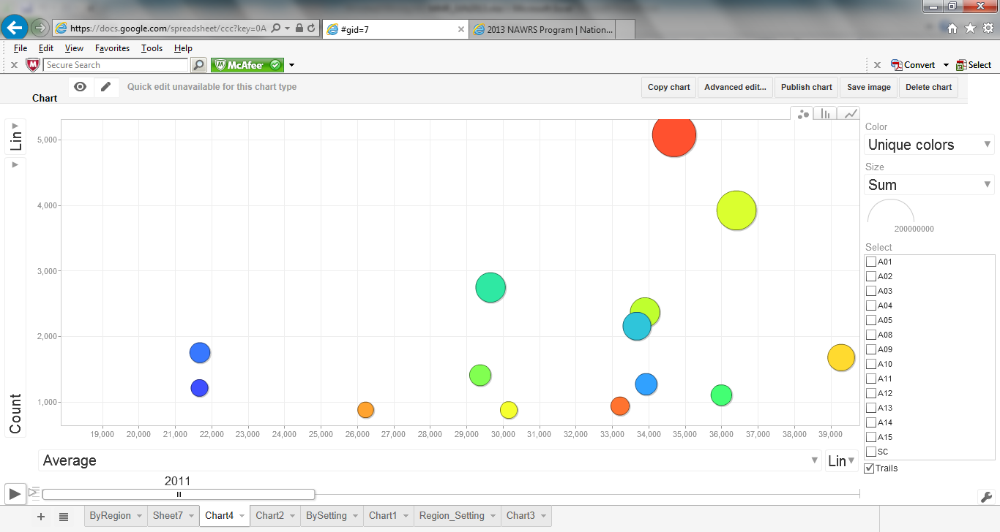 https://docs.google.com/spreadsheet/ccc?key=0A
#gid=7
2013 NAWRS Program | Nation...
File Edit View Favorites Tools Help
Secure Search
McAfee
Convert
Select
Chart
Quick edit unavailable for this chart type
Copy chart
Advanced edit...
Publish chart
Save image
Delete chart
Lin
Count
5,000
4,000
3,000
2,000
1,000
19,000 20,000 21,000 22,000 23,000 24,000 25,000 26,000 27,000 28,000 29,000 30,000 31,000 32,000 33,000 34,000 35,000 36,000 37,000 38,000 39,000
Color
Unique colors
Size
Sum
200000000
Select
A01
A02
A03
A04
A05
A08
A09
A10
A11
A12
A13
A14
A15
SC
Trails
Average
Lin
2011
ByRegion Sheet7 Chart4 Chart2 BySetting Chart1 Region_Setting Chart3